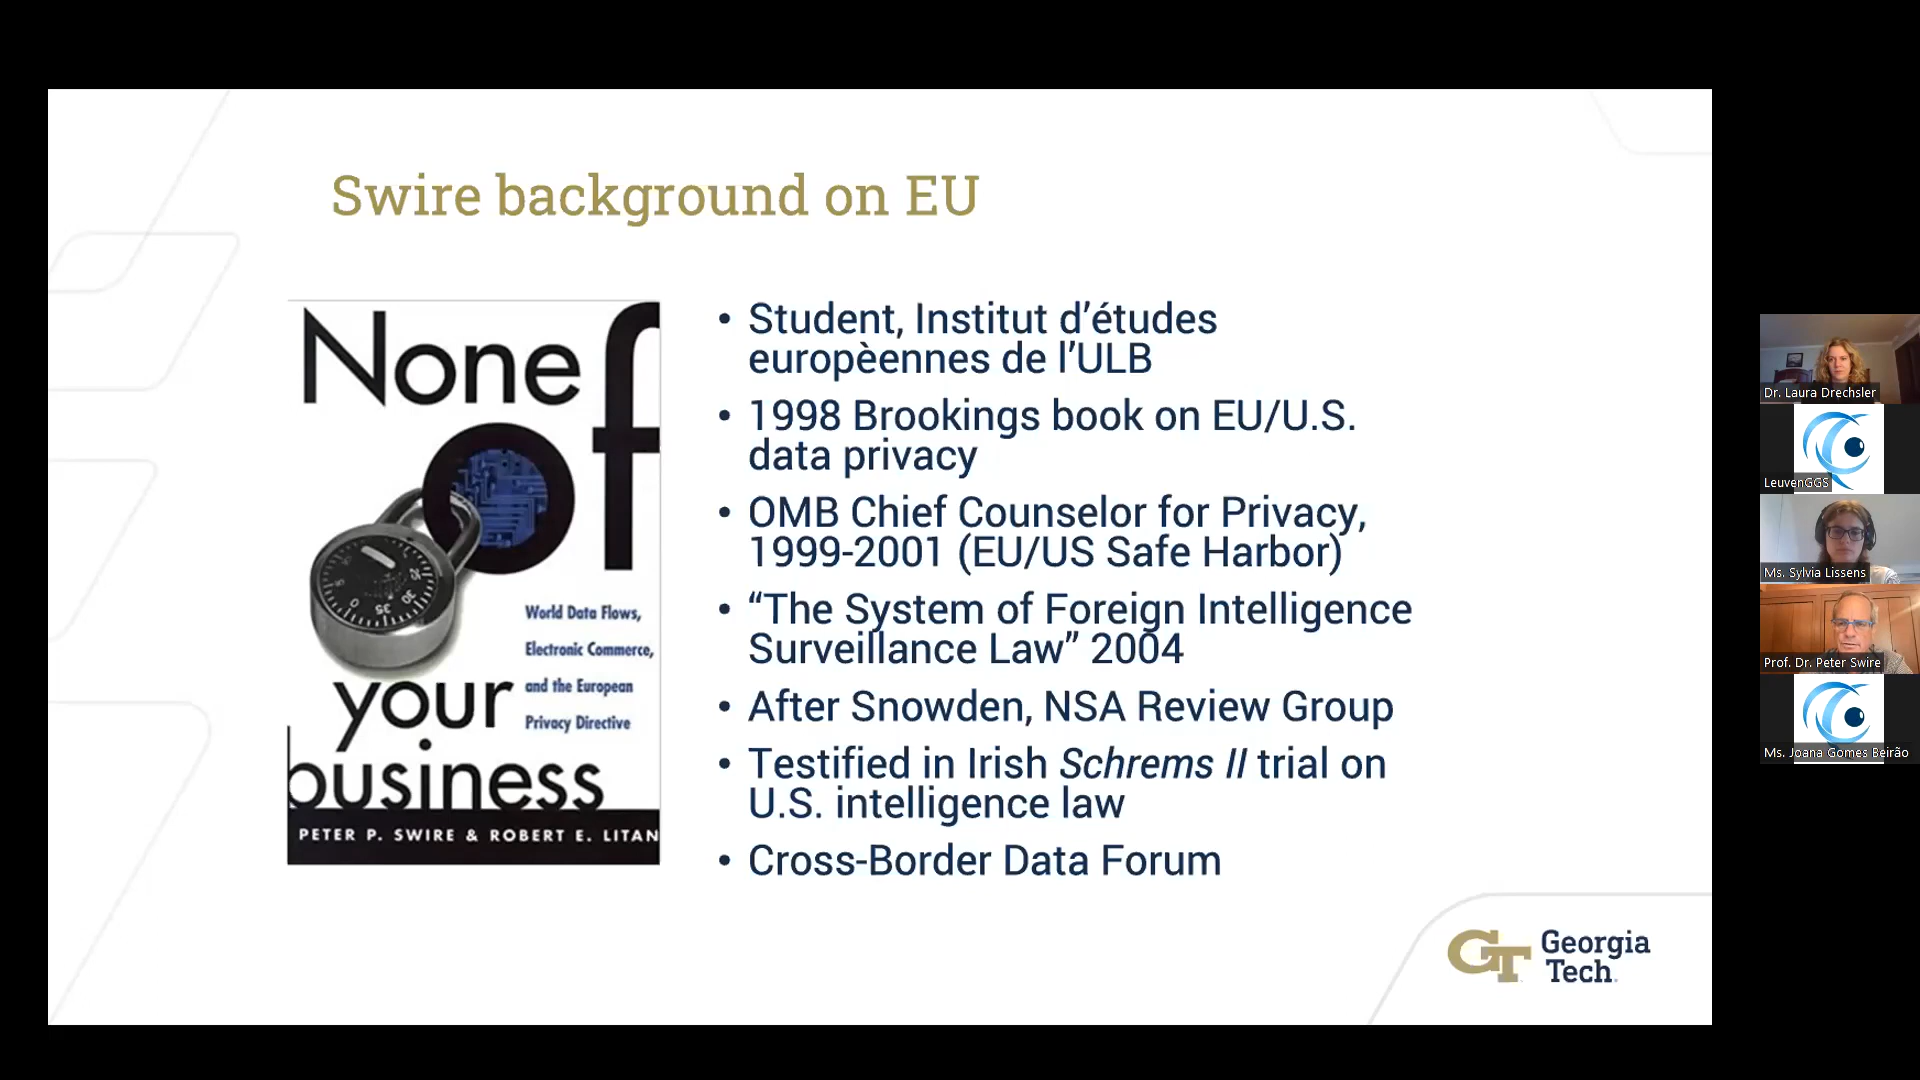 Swire background on EU
None of
World Data Flows,
Electronic Commerce,
and the European
Privacy Directive
your
business
PETER P. SWIRE & ROBERT E. LITAN
• Student, Institut d’études
europèennes de l’ULB
• 1998 Brookings book on EU/U.S.
data privacy
• OMB Chief Counselor for Privacy,
1999-2001 (EU/US Safe Harbor)
• “The System of Foreign Intelligence
Surveillance Law” 2004
• After Snowden, NSA Review Group
• Testified in Irish Schrems II trial on
U.S. intelligence law
• Cross-Border Data Forum
GT Georgia
Tech
Dr. Laura Drechsler
LeuvenGGS
Ms. Sylvia Lissens
Prof. Dr. Peter Swire
Ms. Joana Gomes Beirão